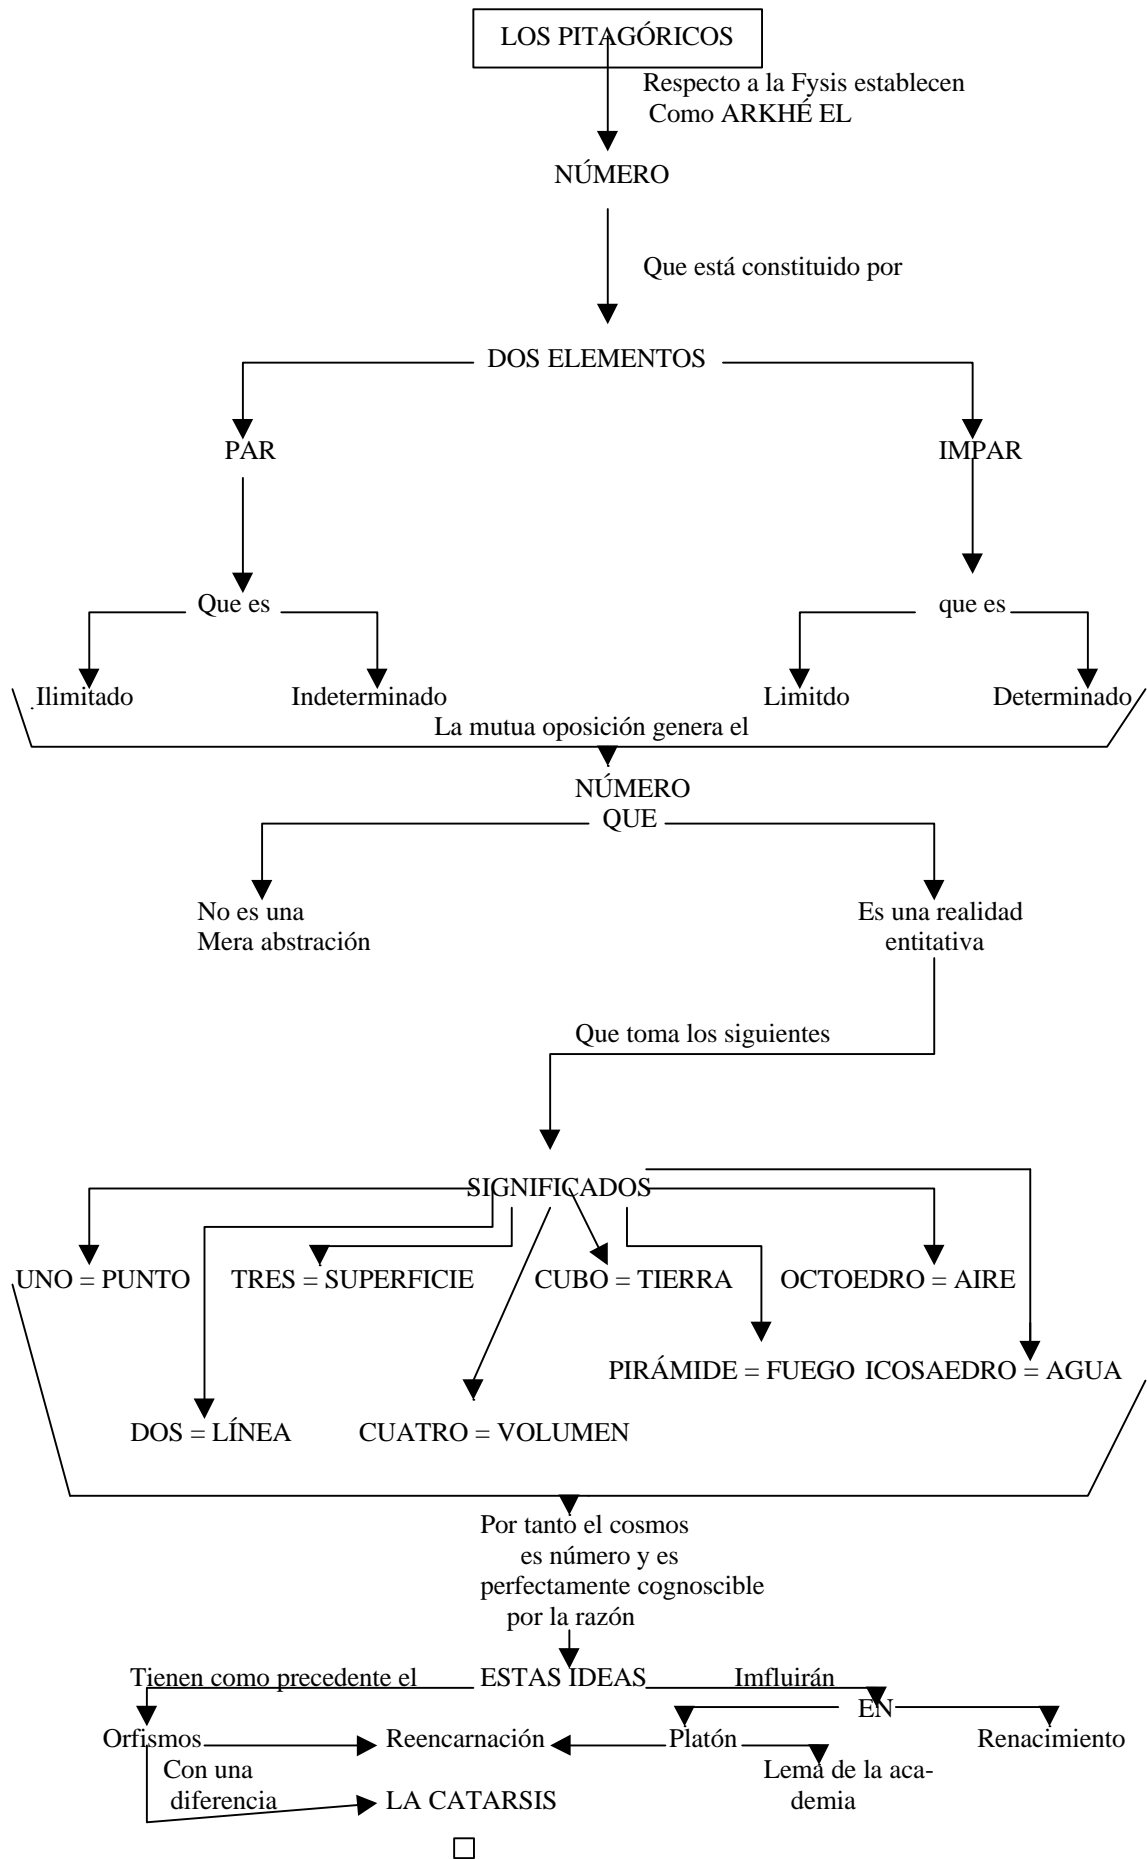 LOS PITAGÓRICOS
Respecto a la Fysis establecen
Como ARKHÉ EL
NÚMERO
Que está constituido por
DOS ELEMENTOS
PAR
IMPAR
Que es
que es
Ilimitado
Indeterminado
Limitdo
Determinado
La mutua oposición genera el
NÚMERO
QUE
No es una
Mera abstración
Es una realidad
entitativa
Que toma los siguientes
SIGNIFICADOS
UNO = PUNTO
TRES = SUPERFICIE
CUBO = TIERRA
OCTOEDRO = AIRE
PIRÁMIDE = FUEGO
ICOSAEDRO = AGUA
DOS = LÍNEA
CUATRO = VOLUMEN
Por tanto el cosmos
es número y es
perfectamente cognoscible
por la razón
Tienen como precedente el
ESTAS IDEAS
Imfluirán
EN
Orfismos
Reencarnación
Platón
Renacimiento
Con una
diferencia
Lema de la aca-
demia
LA CATARSIS